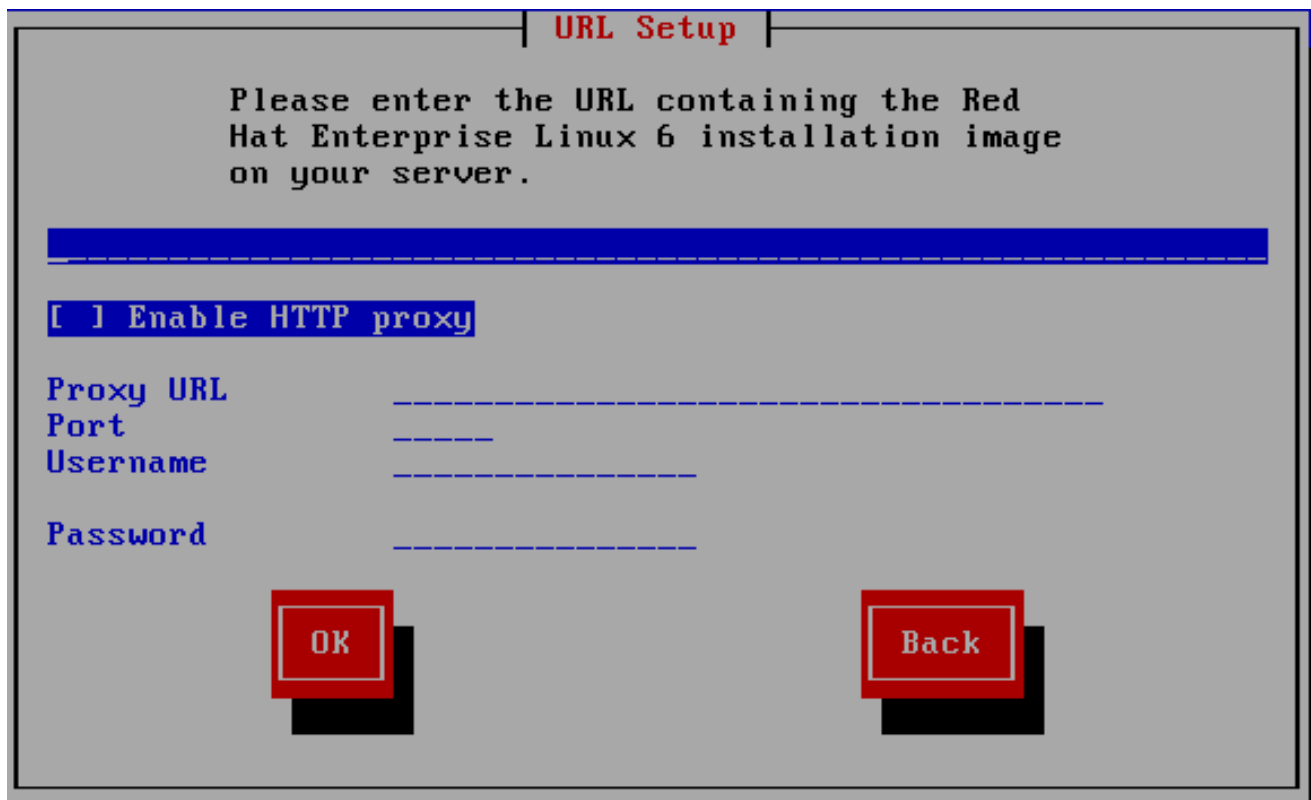 URL Setup
Please enter the URL containing the Red
Hat Enterprise Linux 6 installation image
on your server.
[ ] Enable HTTP proxy
Proxy URL
Port
Username
Password
OK Back